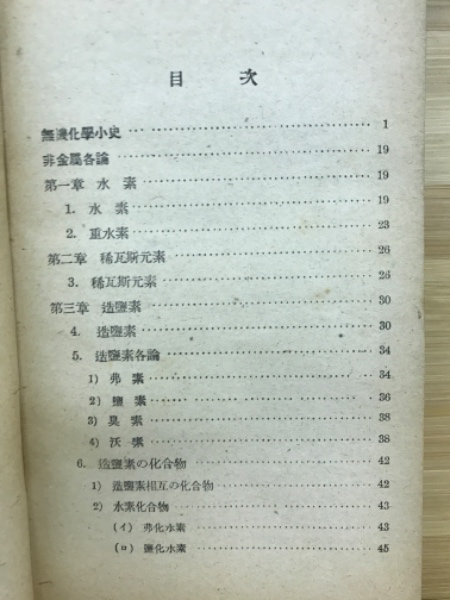 目次
無機化學小史 1
非金屬各論 19
第一章 水素 19
1. 水素 19
2. 重水素 23
第二章 稀瓦斯元素 26
3. 稀瓦斯元素 26
第三章 造鹽素 30
4. 造鹽素 30
5. 造鹽素各論 34
1) 弗素 34
2) 鹽素 36
3) 臭素 38
4) 沃素 38
6. 造鹽素の化合物 42
1) 造鹽素相互の化合物 42
2) 水素化合物 43
(イ) 弗化水素 43
(ロ) 鹽化水素 45